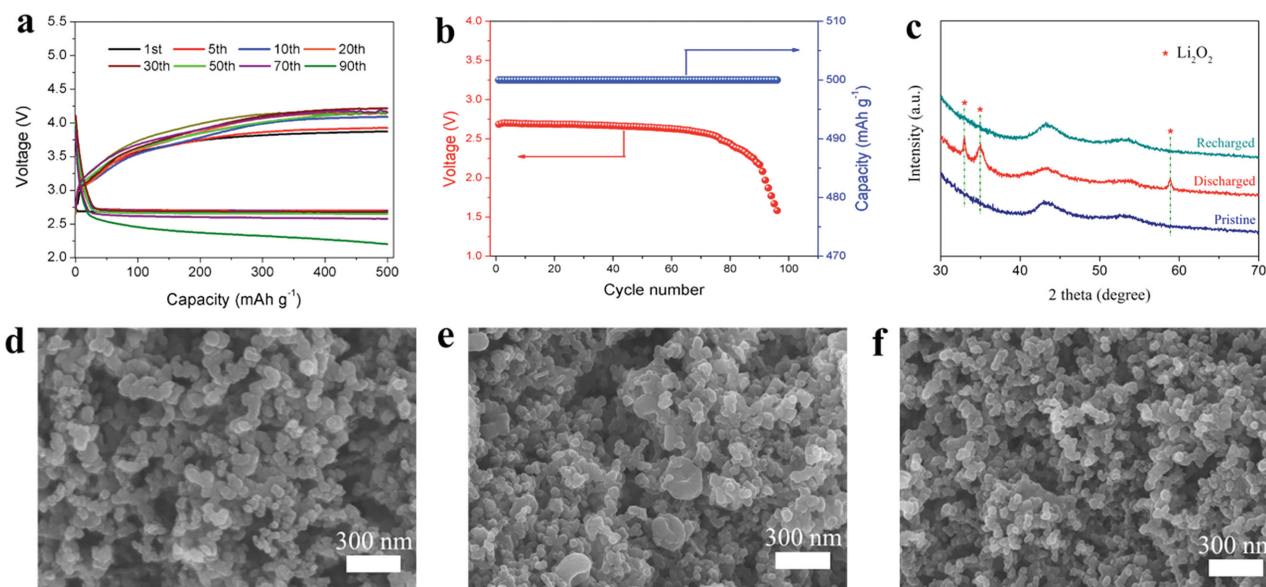 a
5.5
5.0
4.5
4.0
3.5
3.0
2.5
2.0
Voltage (V)
1st 5th 10th 20th
30th 50th 70th 90th
0 100 200 300 400 500
Capacity (mAh g⁻¹)
b
4.0
3.5
3.0
2.5
2.0
1.5
1.0
Voltage (V)
510
500
490
480
470
Capacity (mAh g⁻¹)
0 20 40 60 80 100
Cycle number
c
* Li₂O₂
Intensity (a.u.)
* * *
Recharged
Discharged
Pristine
30 40 50 60 70
2 theta (degree)
d
300 nm
e
300 nm
f
300 nm